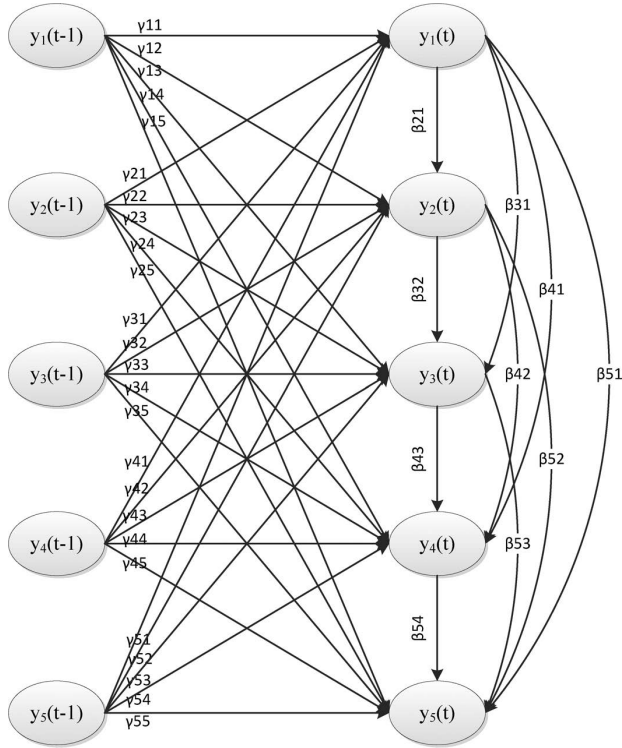 y₁(t-1)
γ11
y₁(t)
γ12
γ13
γ14
γ15
β21
y₂(t-1)
γ21
γ22
γ23
γ24
γ25
y₂(t)
β31
β32
β41
y₃(t-1)
γ31
γ32
γ33
γ34
γ35
y₃(t)
β42
β51
β43
β52
y₄(t-1)
γ41
γ42
γ43
γ44
γ45
y₄(t)
β53
β54
y₅(t-1)
γ51
γ52
γ53
γ54
γ55
y₅(t)